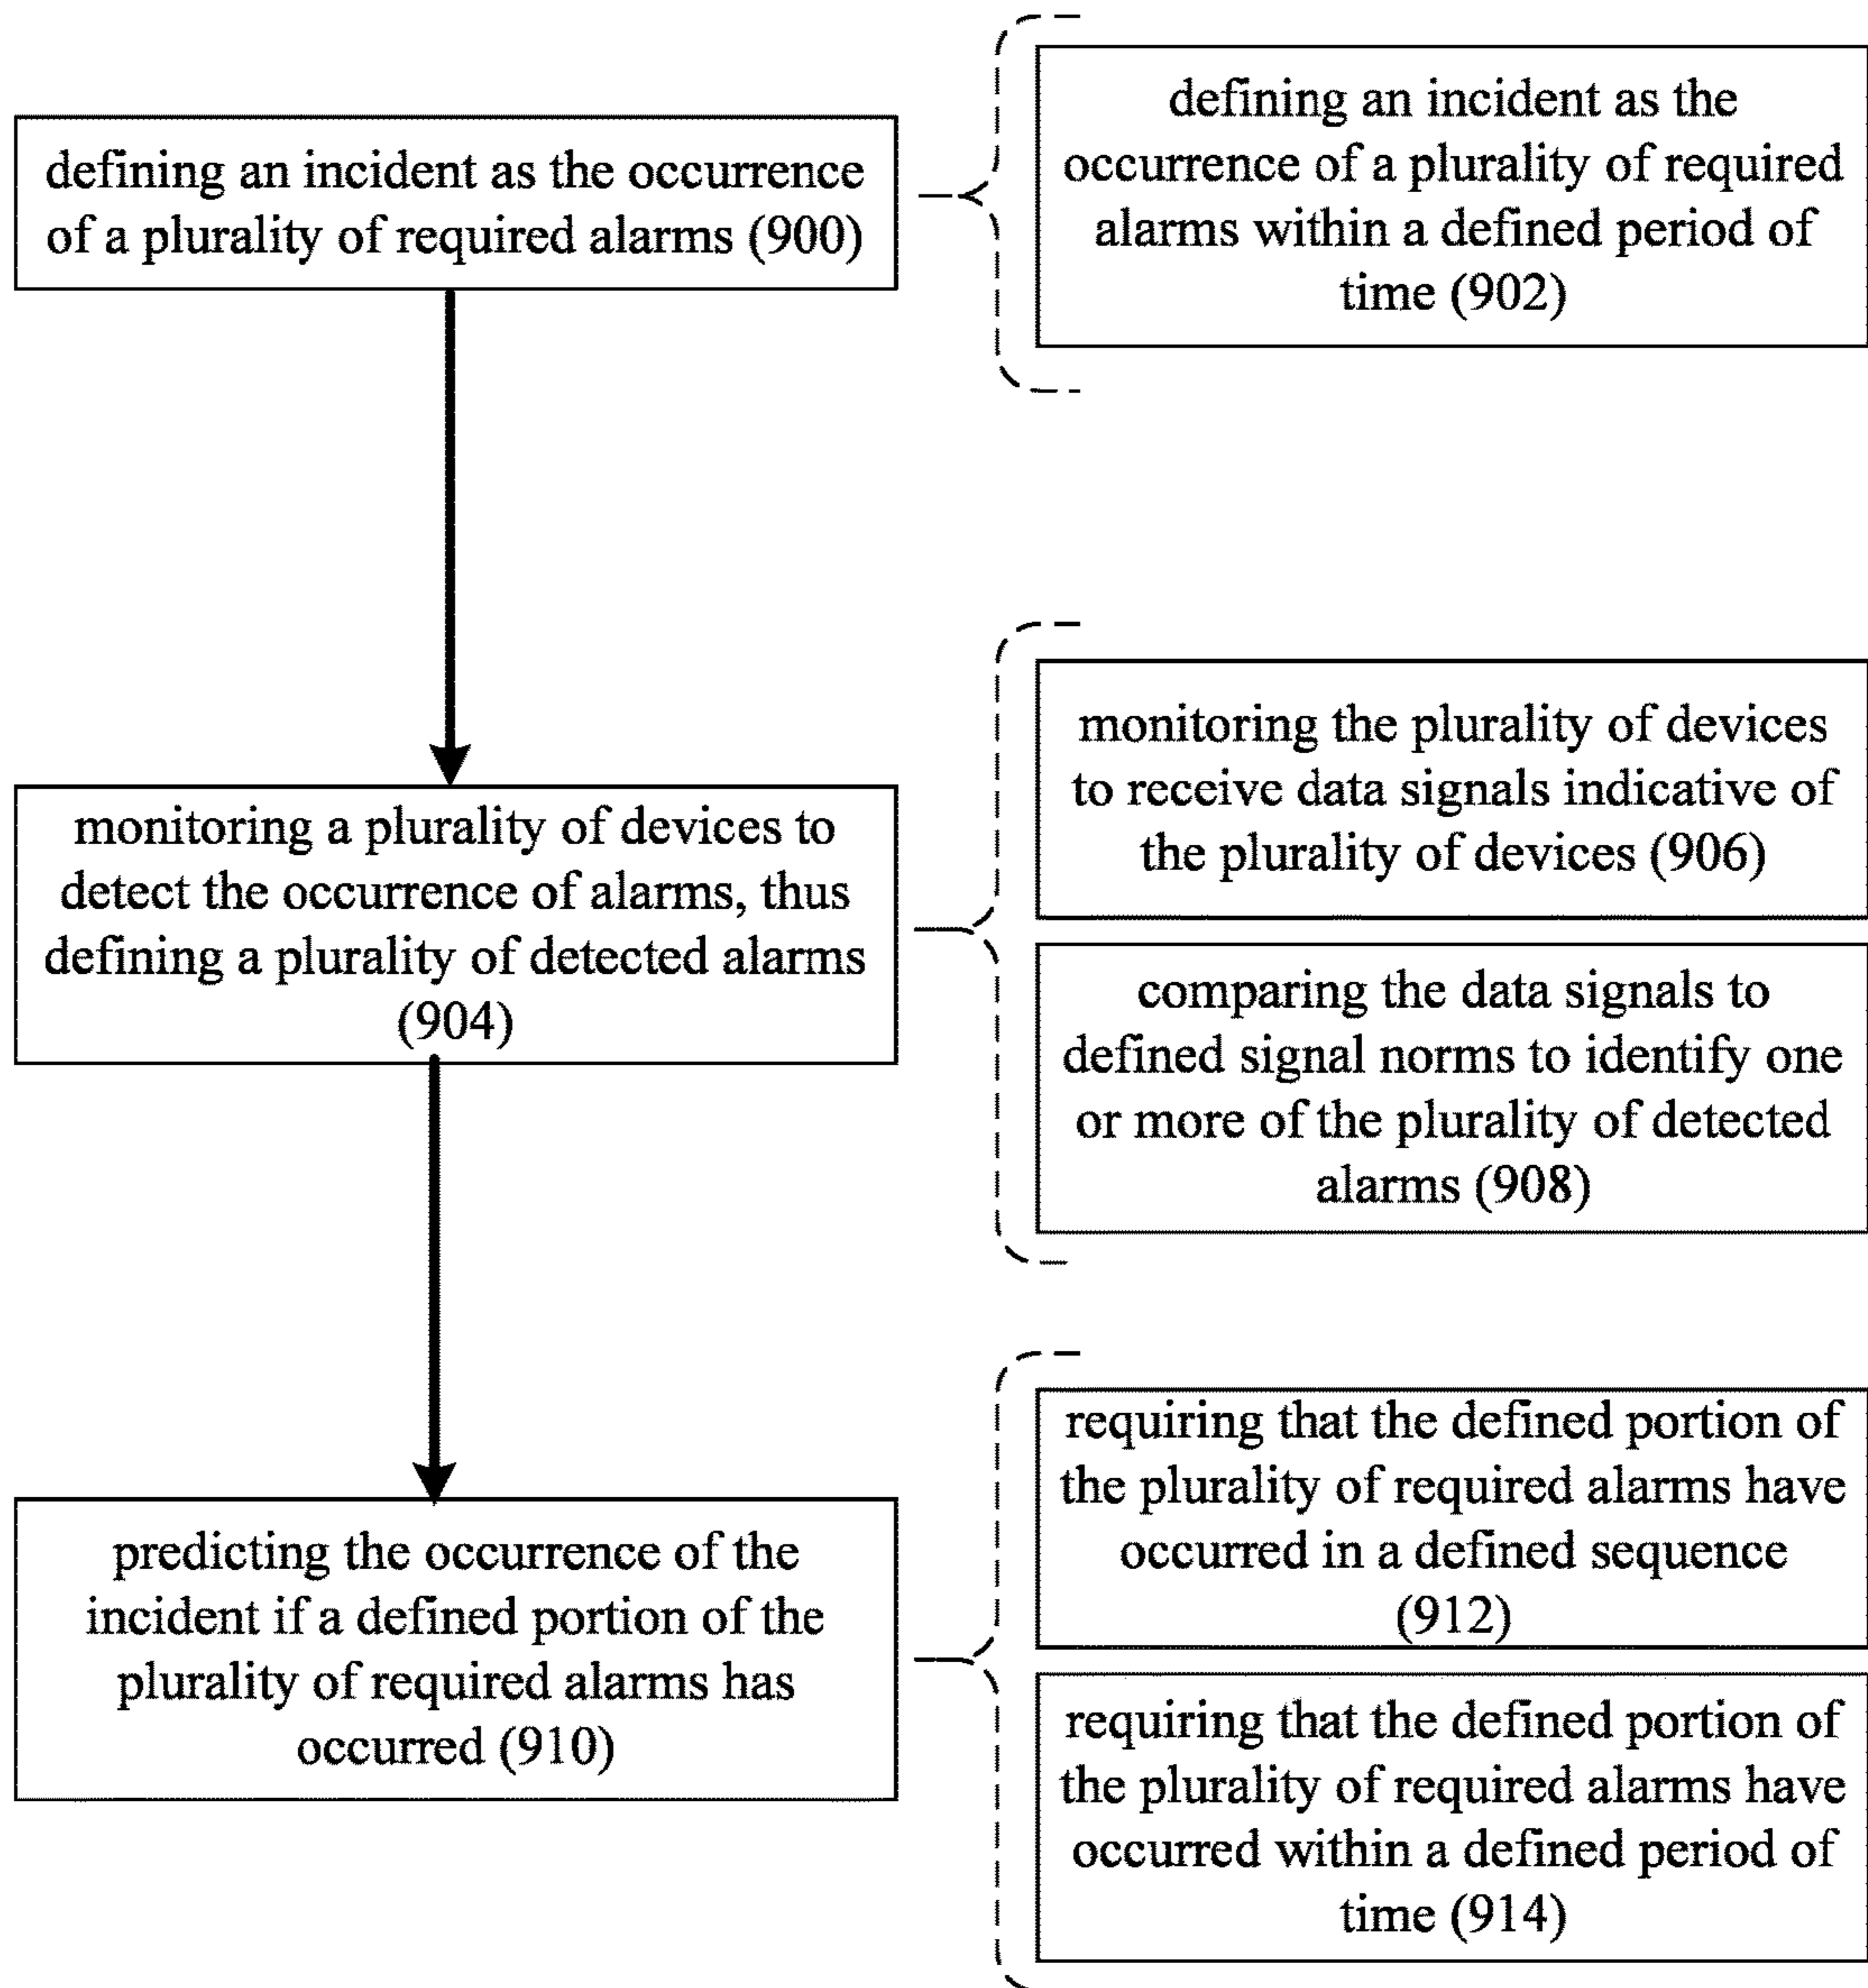 defining an incident as the occurrence
of a plurality of required alarms (900)
defining an incident as the
occurrence of a plurality of required
alarms within a defined period of
time (902)
monitoring a plurality of devices to
detect the occurrence of alarms, thus
defining a plurality of detected alarms
(904)
monitoring the plurality of devices
to receive data signals indicative of
the plurality of devices (906)
comparing the data signals to
defined signal norms to identify one
or more of the plurality of detected
alarms (908)
predicting the occurrence of the
incident if a defined portion of the
plurality of required alarms has
occurred (910)
requiring that the defined portion of
the plurality of required alarms have
occurred in a defined sequence
(912)
requiring that the defined portion of
the plurality of required alarms have
occurred within a defined period of
time (914)